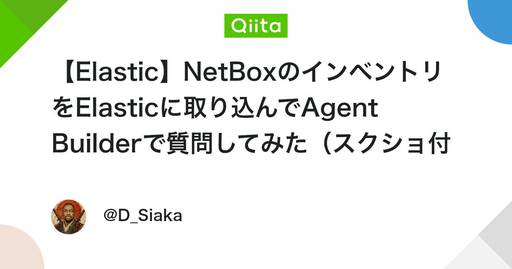 Qiita
【Elastic】NetBoxのインベントリ
をElasticに取り込んでAgent
Builderで質問してみた（スクショ付
@D_Siaka